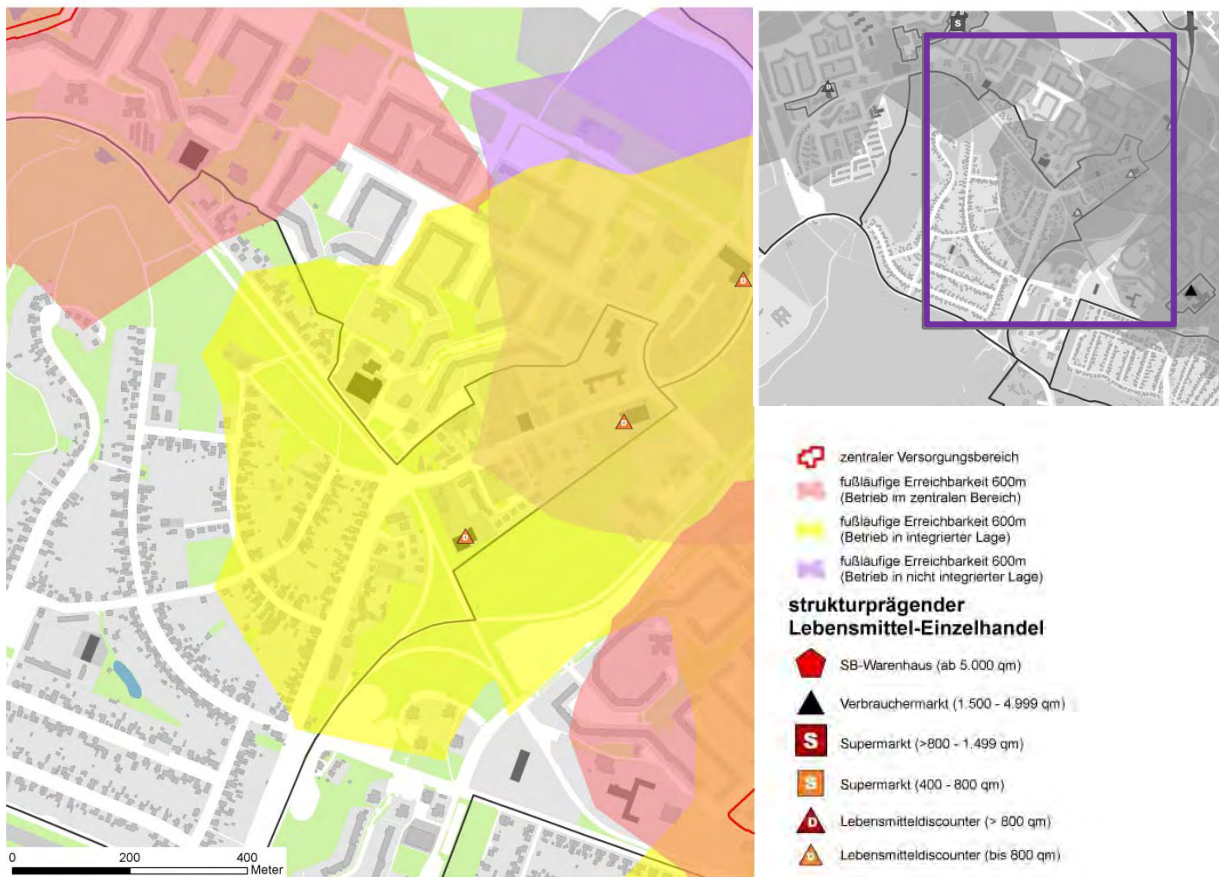 S
D
D
D
D
0 200 400
Meter
zentraler Versorgungsbereich
fußläufige Erreichbarkeit 600m
(Betrieb im zentralen Bereich)
fußläufige Erreichbarkeit 600m
(Betrieb in integrierter Lage)
fußläufige Erreichbarkeit 600m
(Betrieb in nicht integrierter Lage)
strukturprägender
Lebensmittel-Einzelhandel
SB-Warenhaus (ab 5.000 qm)
Verbrauchermarkt (1.500 - 4.999 qm)
S Supermarkt (>800 - 1.499 qm)
S Supermarkt (400 - 800 qm)
D Lebensmitteldiscounter (> 800 qm)
D Lebensmitteldiscounter (bis 800 qm)